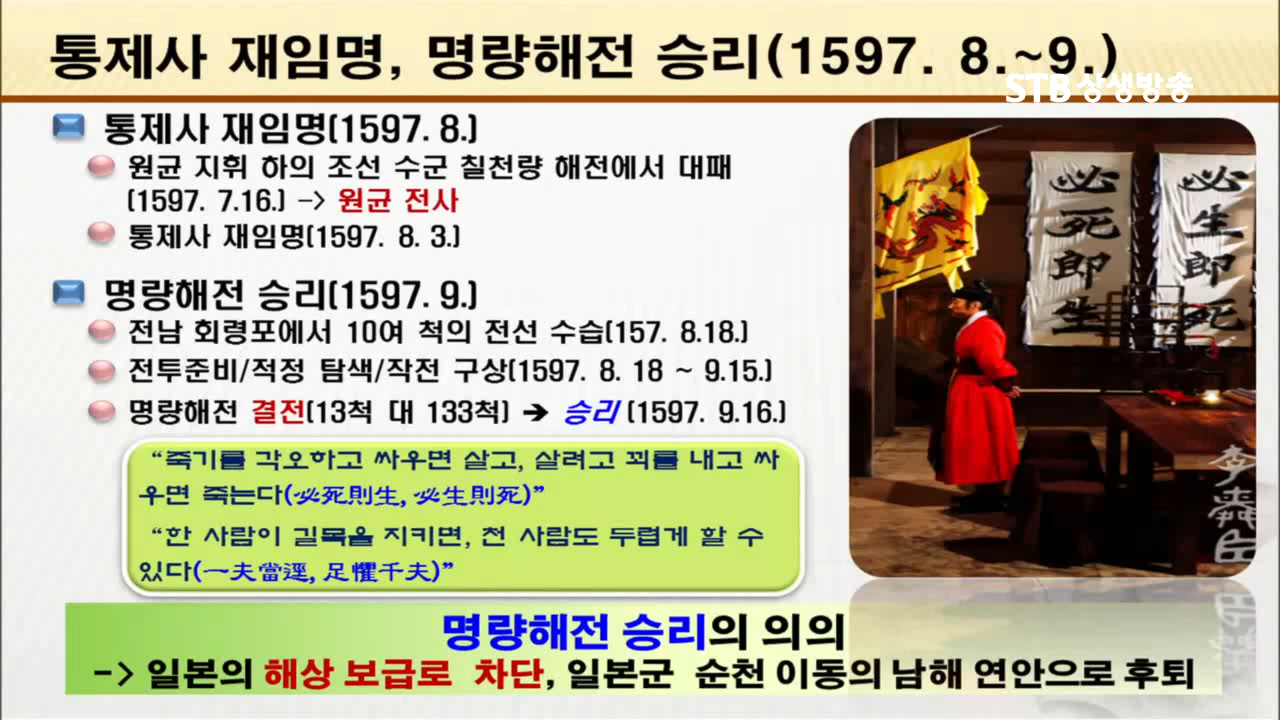 통제사 재임명, 명량해전 승리(1597. 8.~9.)
STB 상생방송
통제사 재임명(1597. 8.)
원균 지휘 하의 조선 수군 칠천량 해전에서 대패
(1597. 7.16.) -> 원균 전사
통제사 재임명(1597. 8. 3.)
명량해전 승리(1597. 9.)
전남 회령포에서 10여 척의 전선 수습(157. 8.18.)
전투준비/적정 탐색/작전 구상(1597. 8. 18 ~ 9.15.)
명량해전 결전(13척 대 133척) ➔ 승리 (1597. 9.16.)
“죽기를 각오하고 싸우면 살고, 살려고 꾀를 내고 싸
우면 죽는다(必死則生, 必生則死)”
“한 사람이 길목을 지키면, 천 사람도 두렵게 할 수
있다(一夫當逕, 足懼千夫)”
必死即生
必生即死
李舜臣
명량해전 승리의 의의
-> 일본의 해상 보급로 차단, 일본군 순천 이동의 남해 연안으로 후퇴